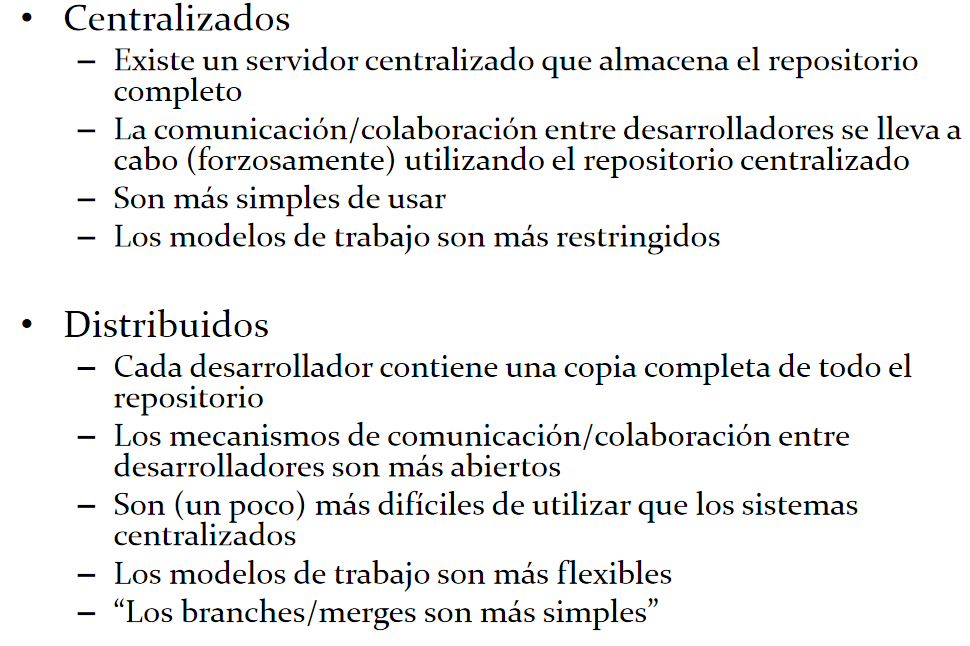 • Centralizados
– Existe un servidor centralizado que almacena el repositorio
completo
– La comunicación/colaboración entre desarrolladores se lleva a
cabo (forzosamente) utilizando el repositorio centralizado
– Son más simples de usar
– Los modelos de trabajo son más restringidos
• Distribuidos
– Cada desarrollador contiene una copia completa de todo el
repositorio
– Los mecanismos de comunicación/colaboración entre
desarrolladores son más abiertos
– Son (un poco) más difíciles de utilizar que los sistemas
centralizados
– Los modelos de trabajo son más flexibles
– “Los branches/merges son más simples”